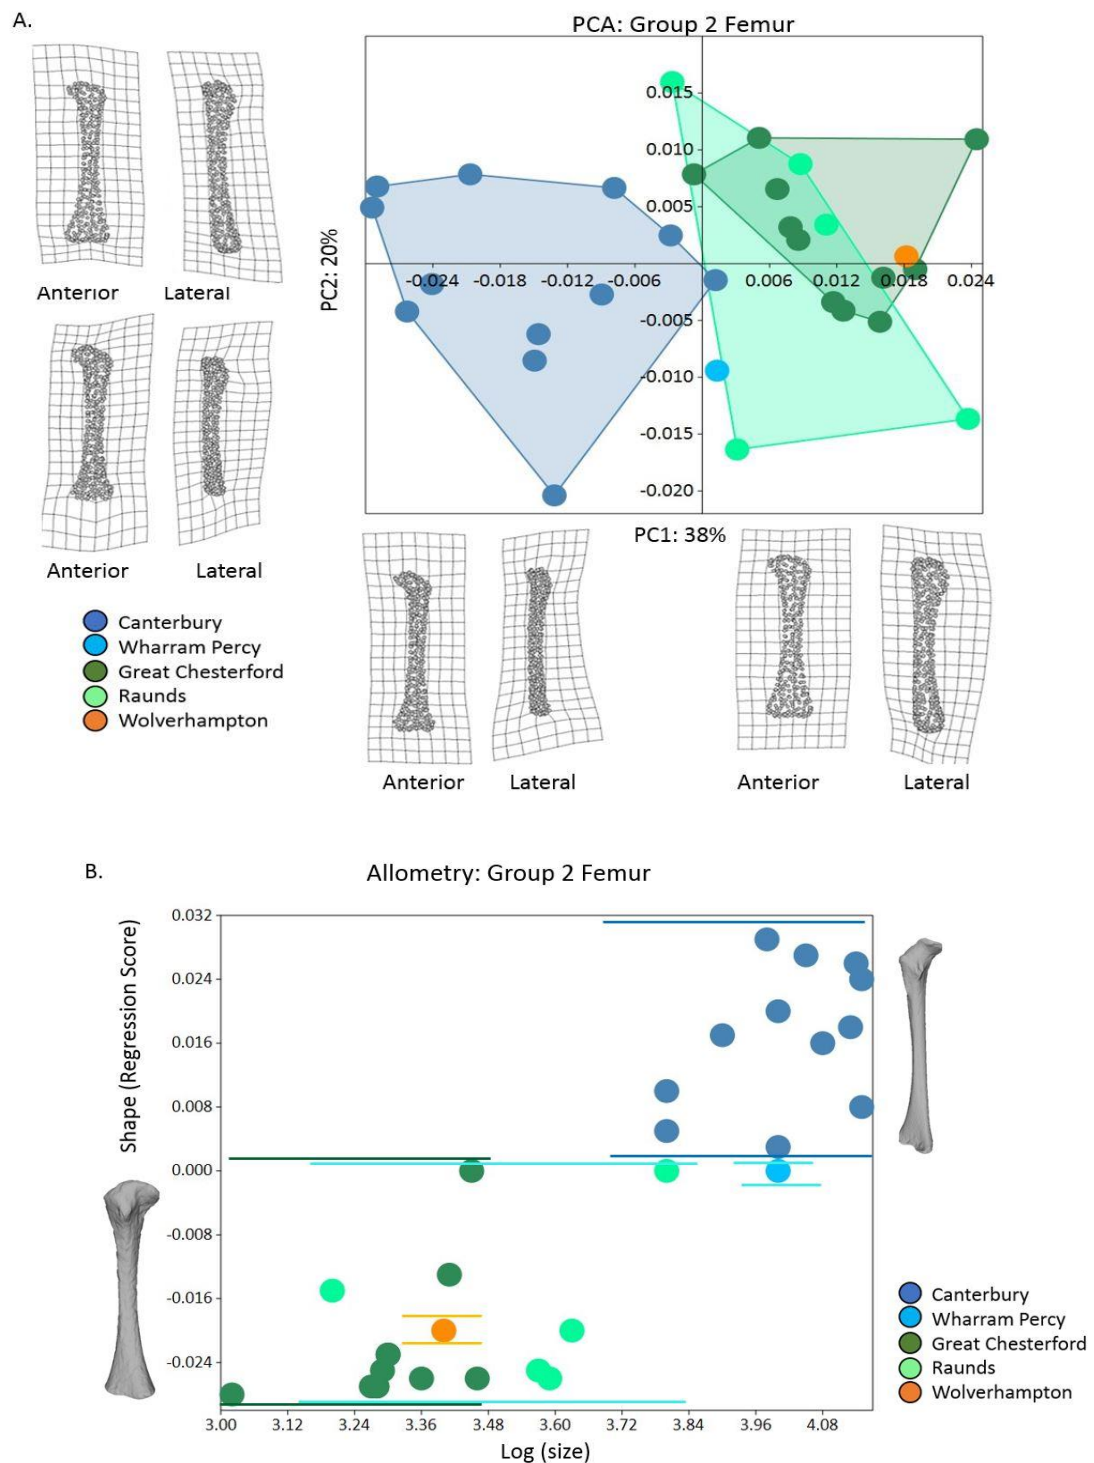 A.
PCA: Group 2 Femur
0.015
0.010
0.005
-0.024 -0.018 -0.012 -0.006 0.006 0.012 0.018 0.024
-0.005
-0.010
-0.015
-0.020
PC2: 20%
PC1: 38%
Anterior Lateral
Anterior Lateral
Canterbury
Wharram Percy
Great Chesterford
Raunds
Wolverhampton
Anterior Lateral Anterior Lateral
B.
Allometry: Group 2 Femur
Shape (Regression Score)
0.032
0.024
0.016
0.008
0.000
-0.008
-0.016
-0.024
3.00 3.12 3.24 3.36 3.48 3.60 3.72 3.84 3.96 4.08
Log (size)
Canterbury
Wharram Percy
Great Chesterford
Raunds
Wolverhampton